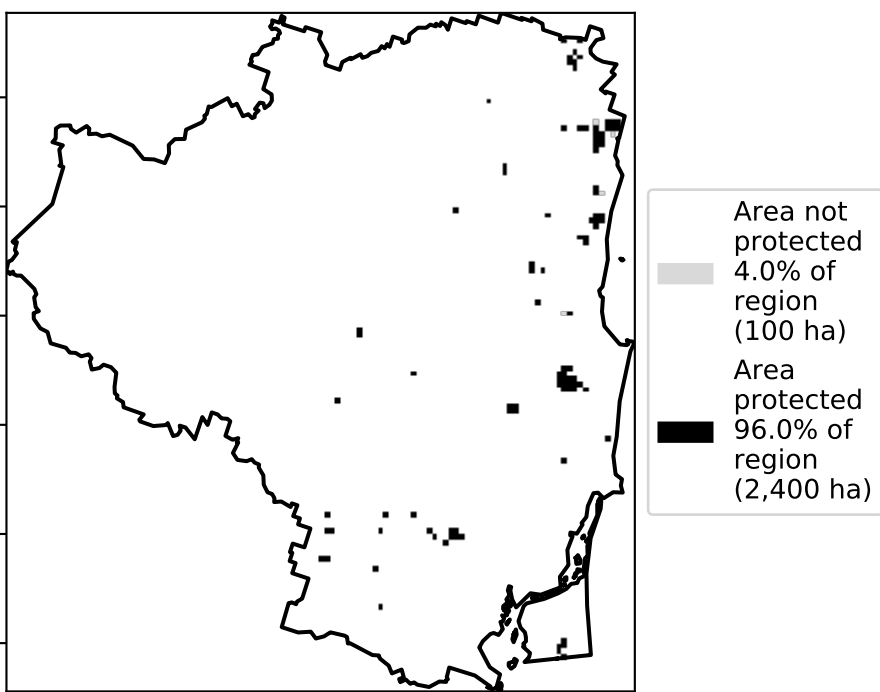 Area not
protected
4.0% of
region
(100 ha)
Area
protected
96.0% of
region
(2,400 ha)